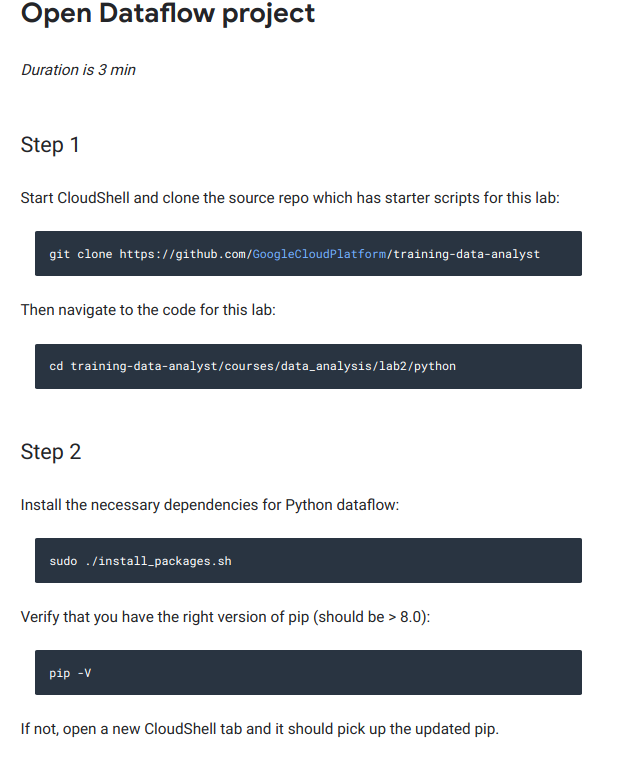 Open Dataflow project
Duration is 3 min
Step 1
Start CloudShell and clone the source repo which has starter scripts for this lab:
git clone https://github.com/GoogleCloudPlatform/training-data-analyst
Then navigate to the code for this lab:
cd training-data-analyst/courses/data_analysis/lab2/python
Step 2
Install the necessary dependencies for Python dataflow:
sudo ./install_packages.sh
Verify that you have the right version of pip (should be > 8.0):
pip -V
If not, open a new CloudShell tab and it should pick up the updated pip.